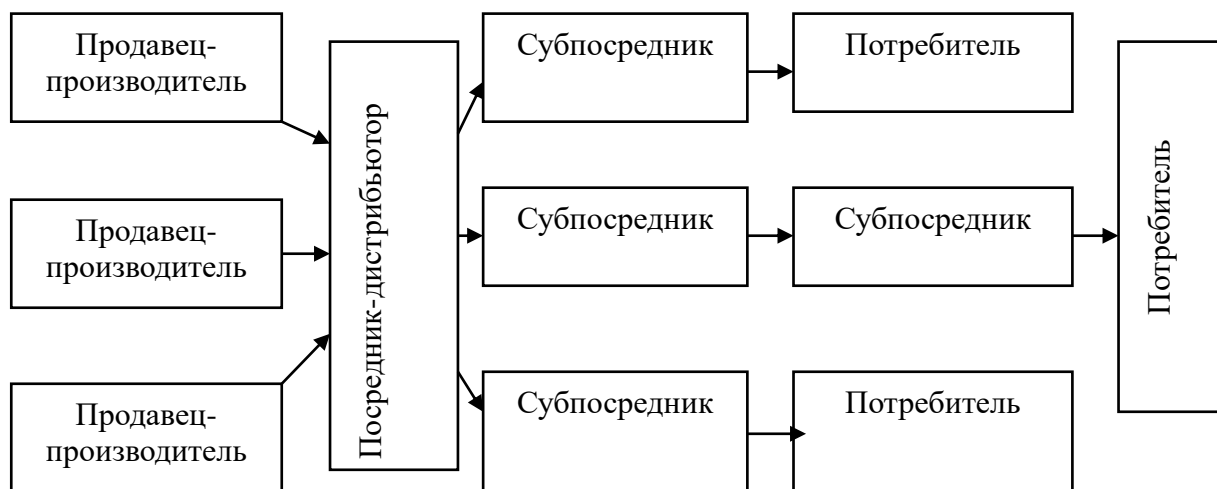 Продавец-
производитель
Продавец-
производитель
Продавец-
производитель
Посредник-дистрибьютор
Субпосредник
Потребитель
Субпосредник
Субпосредник
Субпосредник
Потребитель
Потребитель